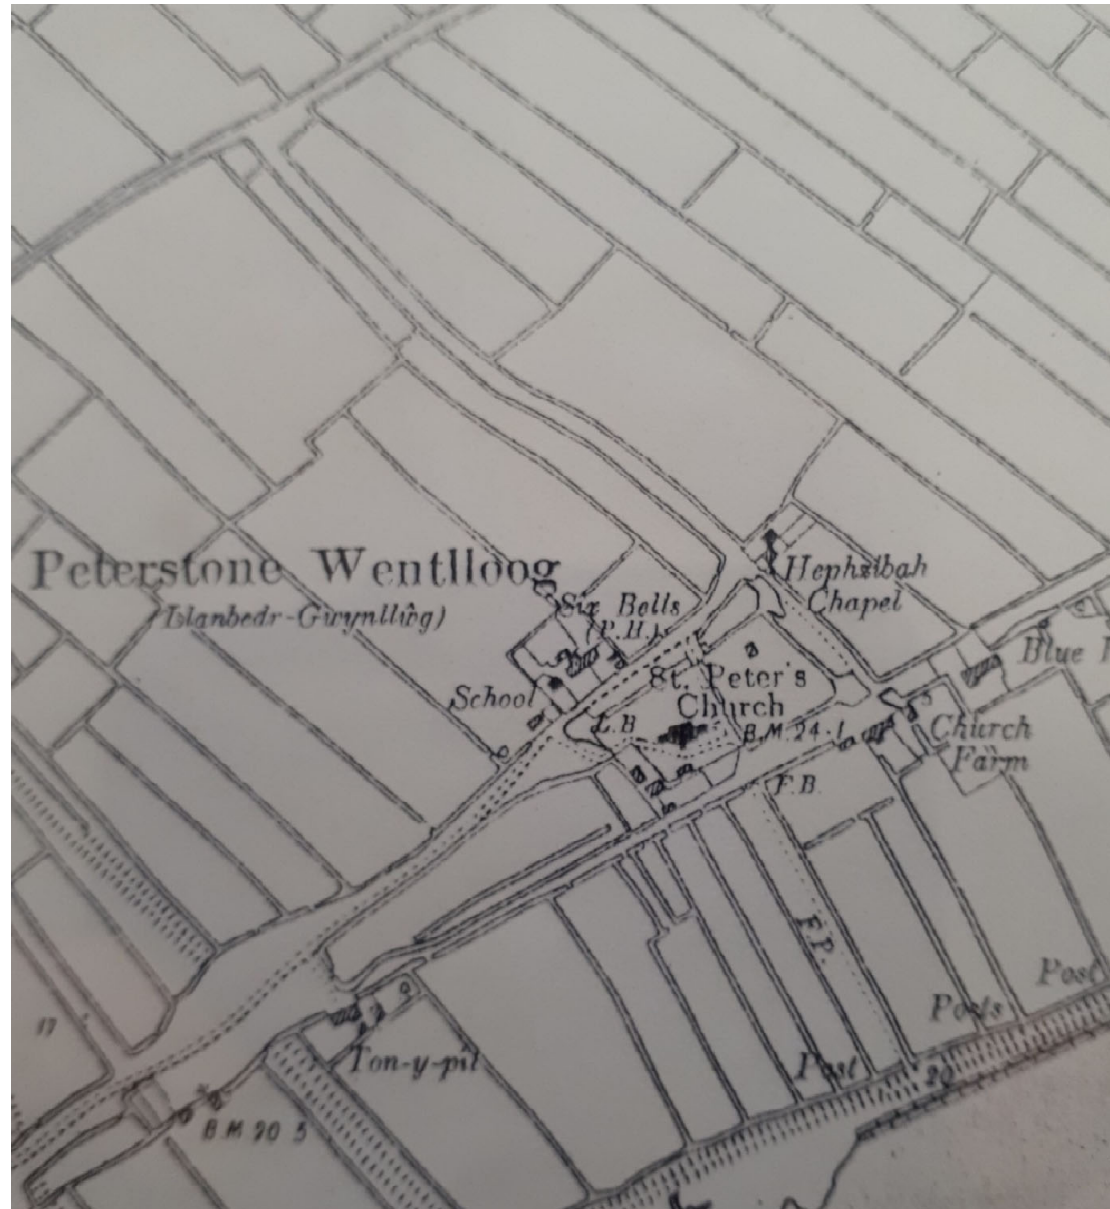 Peterstone Wentlloog
(Llanbedr-Gwynllŵg)
Six Bells
(P.H.)
Hephzibah
Chapel
School
L.B.
St. Peter's
Church
B.M. 24·1
Blue
Church
Farm
F.B.
F.P.
Post
Posts
Post
20
Ton-y-pil
B.M. 20·5